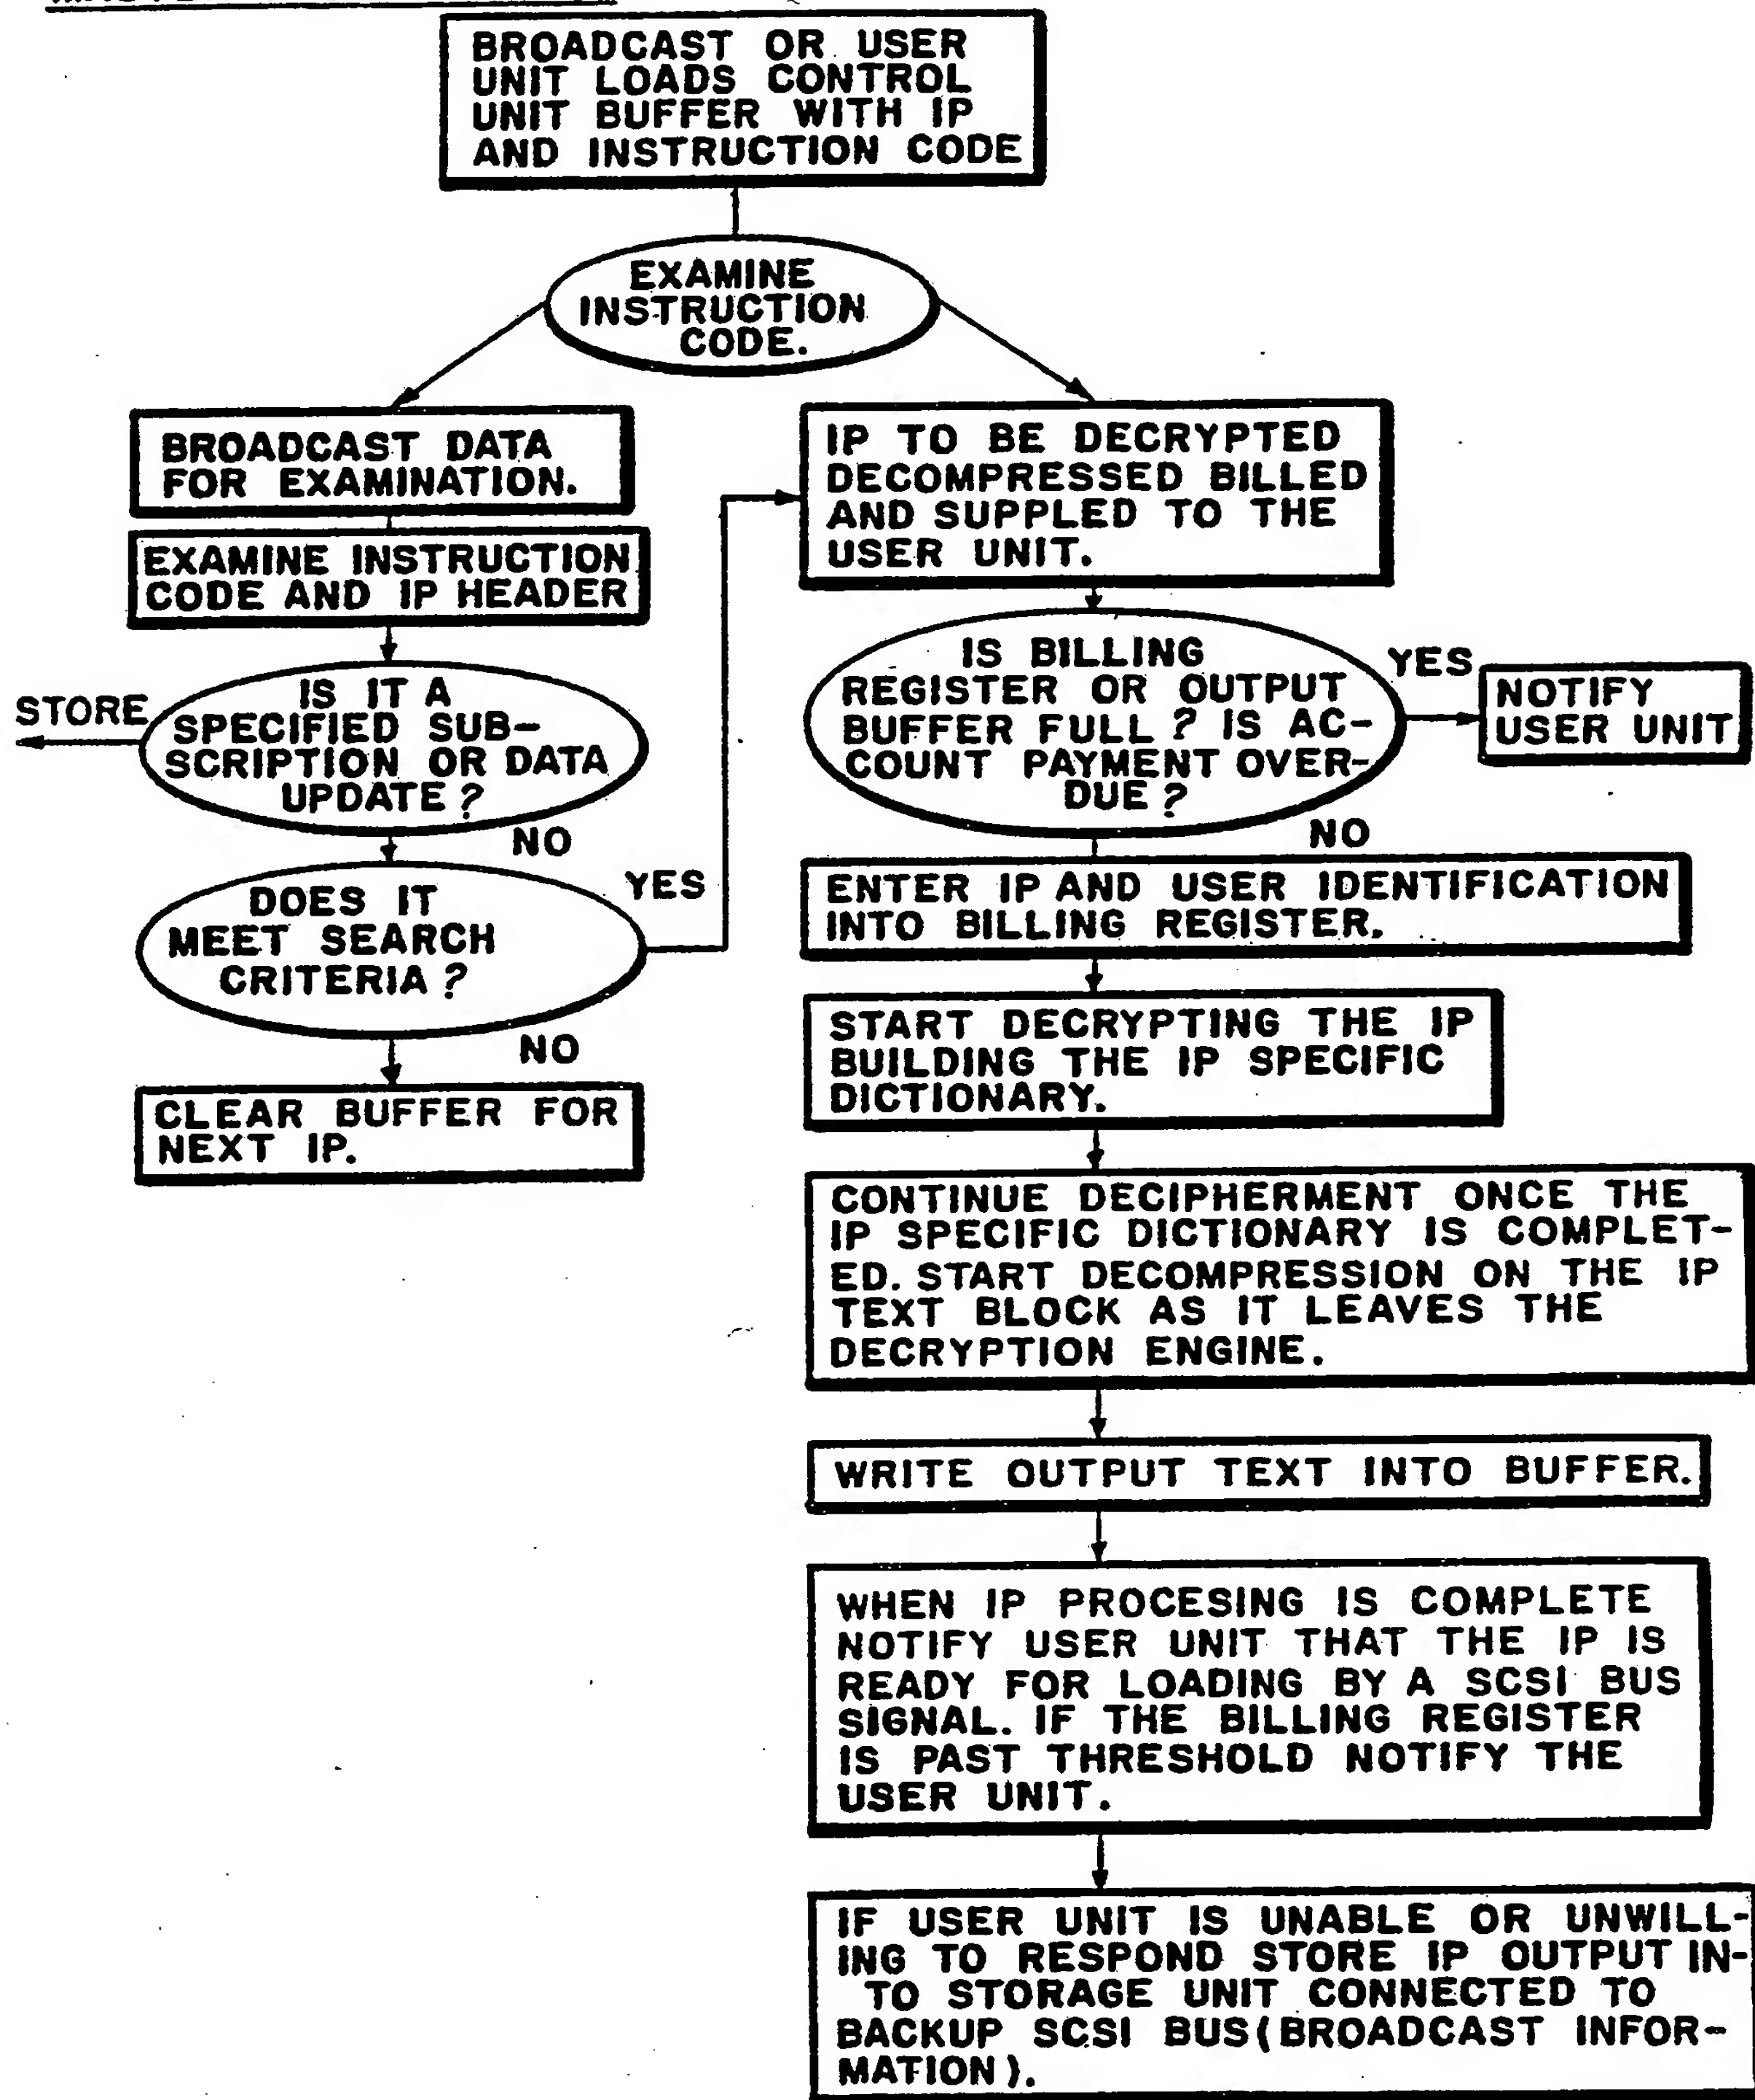 BROADCAST OR USER
UNIT LOADS CONTROL
UNIT BUFFER WITH IP
AND INSTRUCTION CODE
EXAMINE
INSTRUCTION
CODE.
BROADCAST DATA
FOR EXAMINATION.
EXAMINE INSTRUCTION
CODE AND IP HEADER
STORE
IS IT A
SPECIFIED SUB-
SCRIPTION OR DATA
UPDATE?
NO
DOES IT
MEET SEARCH
CRITERIA?
YES
NO
CLEAR BUFFER FOR
NEXT IP.
IP TO BE DECRYPTED
DECOMPRESSED BILLED
AND SUPPLED TO THE
USER UNIT.
IS BILLING
REGISTER OR OUTPUT
BUFFER FULL? IS AC-
COUNT PAYMENT OVER-
DUE?
YES
NOTIFY
USER UNIT
NO
ENTER IP AND USER IDENTIFICATION
INTO BILLING REGISTER.
START DECRYPTING THE IP
BUILDING THE IP SPECIFIC
DICTIONARY.
CONTINUE DECIPHERMENT ONCE THE
IP SPECIFIC DICTIONARY IS COMPLET-
ED. START DECOMPRESSION ON THE IP
TEXT BLOCK AS IT LEAVES THE
DECRYPTION ENGINE.
WRITE OUTPUT TEXT INTO BUFFER.
WHEN IP PROCESING IS COMPLETE
NOTIFY USER UNIT THAT THE IP IS
READY FOR LOADING BY A SCSI BUS
SIGNAL. IF THE BILLING REGISTER
IS PAST THRESHOLD NOTIFY THE
USER UNIT.
IF USER UNIT IS UNABLE OR UNWILL-
ING TO RESPOND STORE IP OUTPUT IN-
TO STORAGE UNIT CONNECTED TO
BACKUP SCSI BUS (BROADCAST INFOR-
MATION).